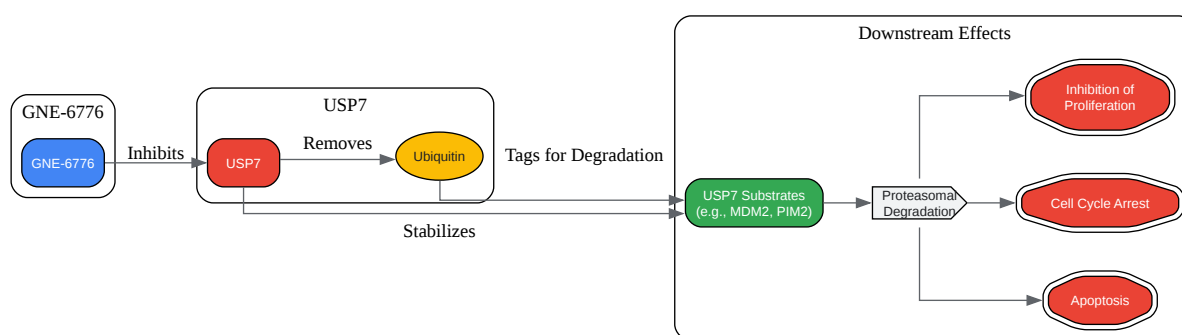 Downstream Effects
GNE-6776
GNE-6776
Inhibits
USP7
USP7
Removes
Ubiquitin
Tags for Degradation
Stabilizes
USP7 Substrates
(e.g., MDM2, PIM2)
Proteasomal
Degradation
Inhibition of
Proliferation
Cell Cycle Arrest
Apoptosis